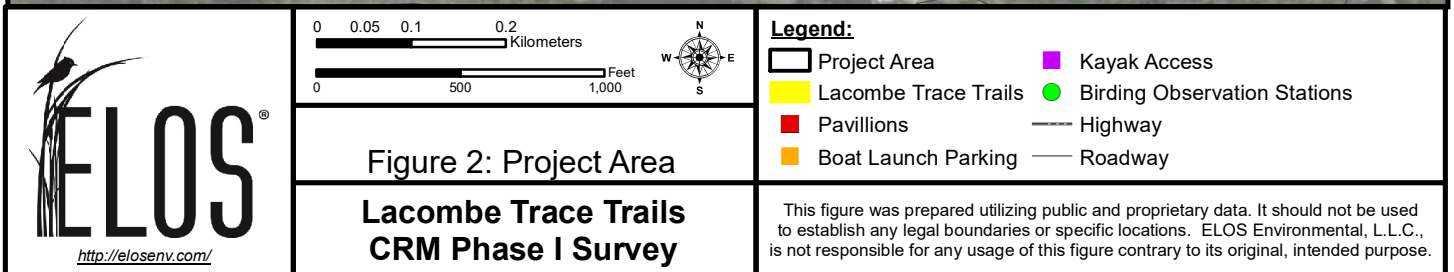 ELOS®
http://elosenv.com/
0 0.05 0.1 0.2
Kilometers
Feet
0 500 1,000
N
W E
S
Figure 2: Project Area
Lacombe Trace Trails
CRM Phase I Survey
Legend:
Project Area
Lacombe Trace Trails
Pavillions
Boat Launch Parking
Kayak Access
Birding Observation Stations
Highway
Roadway
This figure was prepared utilizing public and proprietary data. It should not be used
to establish any legal boundaries or specific locations. ELOS Environmental, L.L.C.,
is not responsible for any usage of this figure contrary to its original, intended purpose.